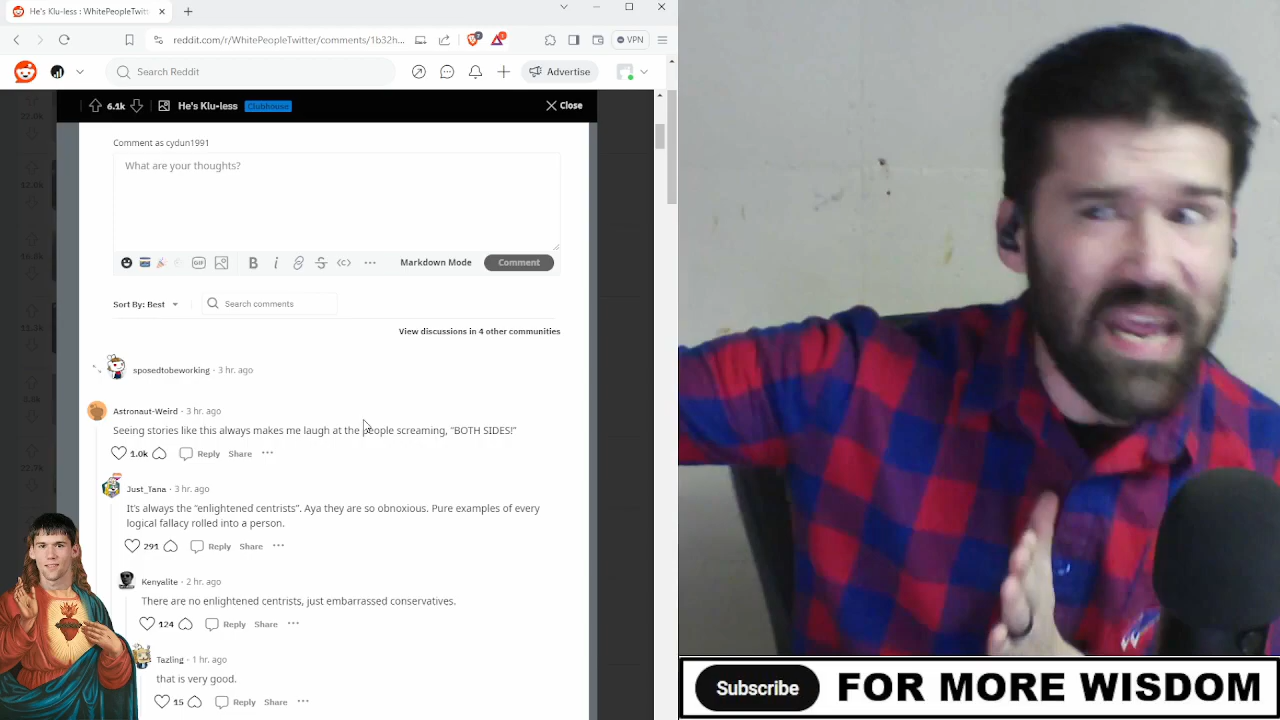 He's Klu-less : WhitePeopleTwitt
reddit.com/r/WhitePeopleTwitter/comments/1b32h...
VPN
Search Reddit
Advertise
6.1k
He's Klu-less
Clubhouse
Close
Comment as cydun1991
What are your thoughts?
GIF
B
i
Markdown Mode
Comment
Sort By: Best
Search comments
View discussions in 4 other communities
sposedtobeworking · 3 hr. ago
Astronaut-Weird · 3 hr. ago
Seeing stories like this always makes me laugh at the people screaming, "BOTH SIDES!"
1.0k Reply Share
Just_Tana · 3 hr. ago
It's always the "enlightened centrists". Aya they are so obnoxious. Pure examples of every
logical fallacy rolled into a person.
291 Reply Share
Kenyalite · 2 hr. ago
There are no enlightened centrists, just embarrassed conservatives.
124 Reply Share
Tazling · 1 hr. ago
that is very good.
15 Reply Share
Subscribe FOR MORE WISDOM